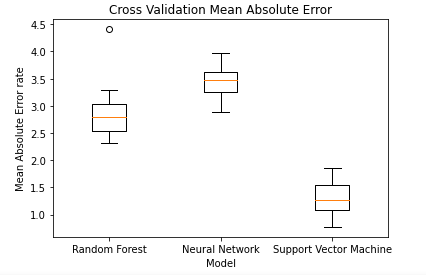 Cross Validation Mean Absolute Error
Mean Absolute Error rate
4.5
4.0
3.5
3.0
2.5
2.0
1.5
1.0
Random Forest
Neural Network
Support Vector Machine
Model